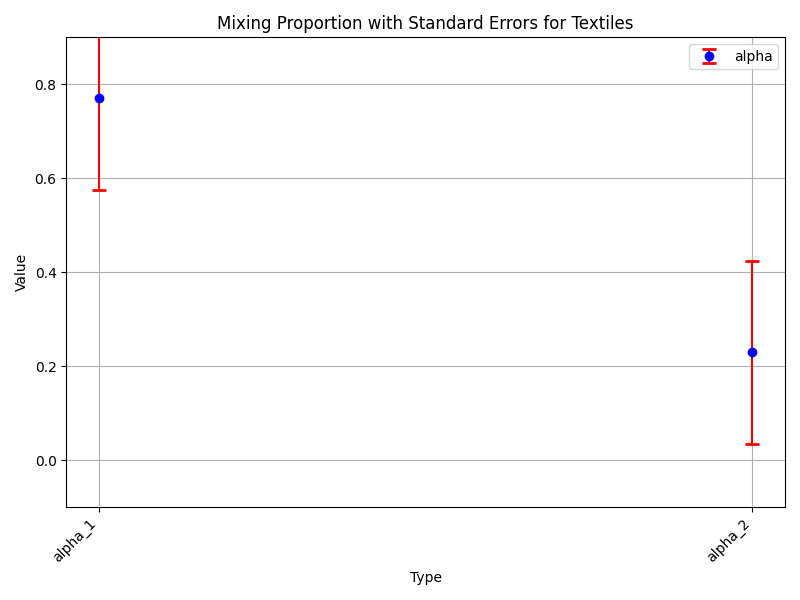 Mixing Proportion with Standard Errors for Textiles
alpha
0.8
0.6
0.4
0.2
0.0
Value
alpha_1
alpha_2
Type